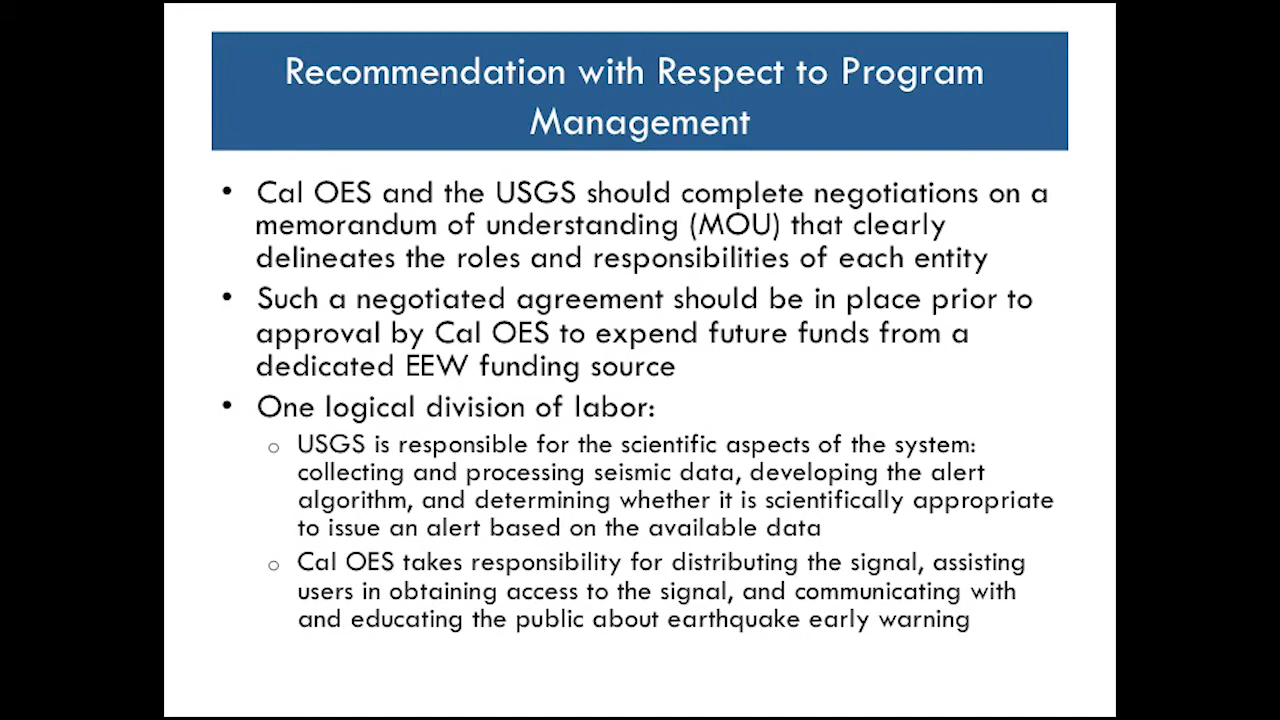 Recommendation with Respect to Program
Management
• Cal OES and the USGS should complete negotiations on a
memorandum of understanding (MOU) that clearly
delineates the roles and responsibilities of each entity
• Such a negotiated agreement should be in place prior to
approval by Cal OES to expend future funds from a
dedicated EEW funding source
• One logical division of labor:
o USGS is responsible for the scientific aspects of the system:
collecting and processing seismic data, developing the alert
algorithm, and determining whether it is scientifically appropriate
to issue an alert based on the available data
o Cal OES takes responsibility for distributing the signal, assisting
users in obtaining access to the signal, and communicating with
and educating the public about earthquake early warning